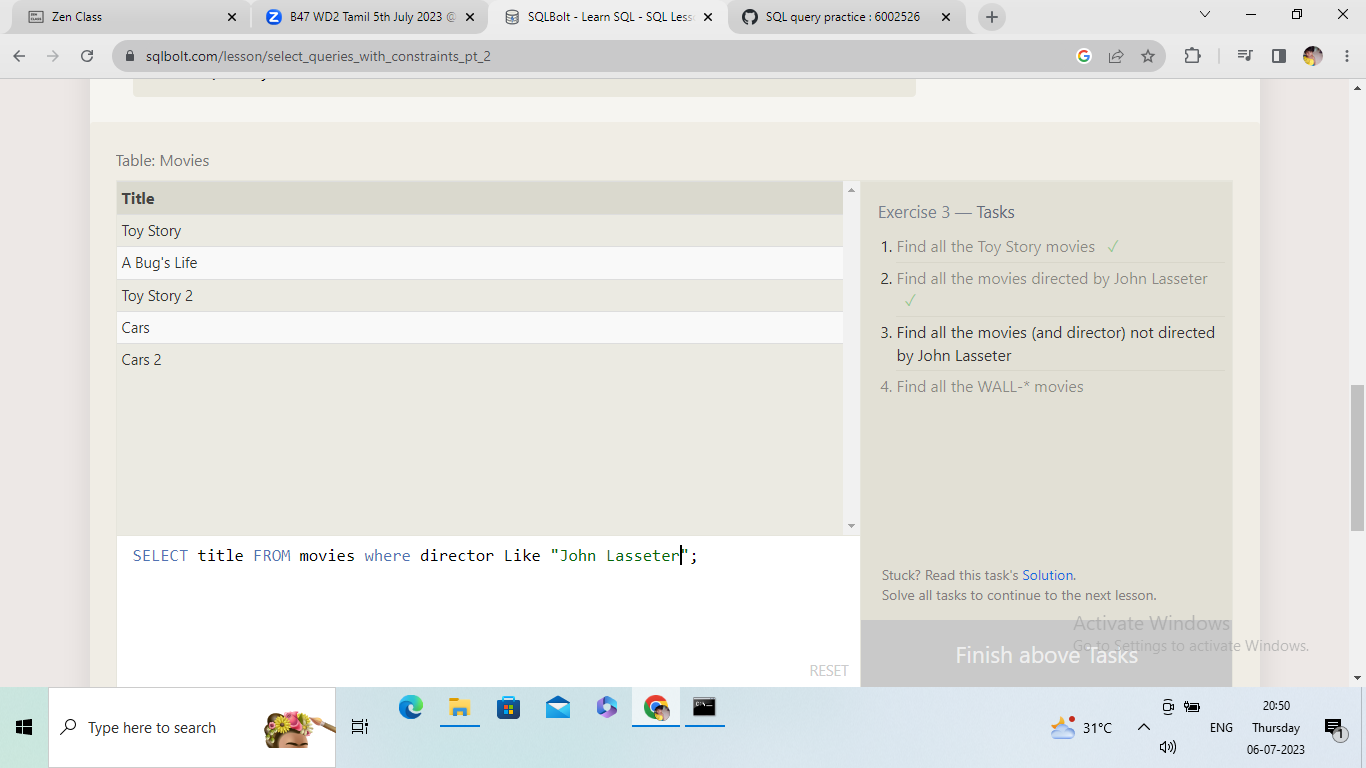 Zen Class
B47 WD2 Tamil 5th July 2023 @
SQLBolt - Learn SQL - SQL Less
SQL query practice : 6002526
sqlbolt.com/lesson/select_queries_with_constraints_pt_2
Table: Movies
Title
Toy Story
A Bug's Life
Toy Story 2
Cars
Cars 2
Exercise 3 — Tasks
1. Find all the Toy Story movies ✓
2. Find all the movies directed by John Lasseter
✓
3. Find all the movies (and director) not directed
by John Lasseter
4. Find all the WALL-* movies
SELECT title FROM movies where director Like "John Lasseter";
RESET
Stuck? Read this task's Solution.
Solve all tasks to continue to the next lesson.
Finish above Tasks
Activate Windows
Go to Settings to activate Windows.
Type here to search
31°C
ENG
20:50
Thursday
06-07-2023
1